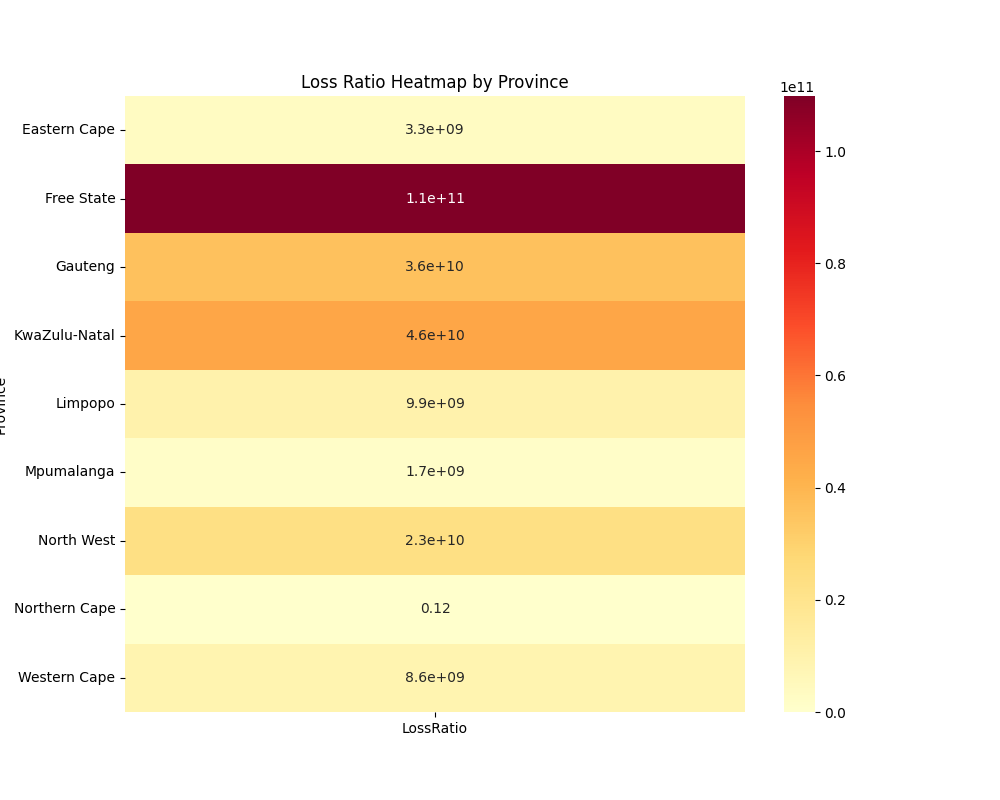 Loss Ratio Heatmap by Province
1e11
Eastern Cape
3.3e+09
Free State
1.1e+11
Gauteng
3.6e+10
KwaZulu-Natal
4.6e+10
Limpopo
9.9e+09
Mpumalanga
1.7e+09
North West
2.3e+10
Northern Cape
0.12
Western Cape
8.6e+09
Province
LossRatio
1.0
0.8
0.6
0.4
0.2
0.0